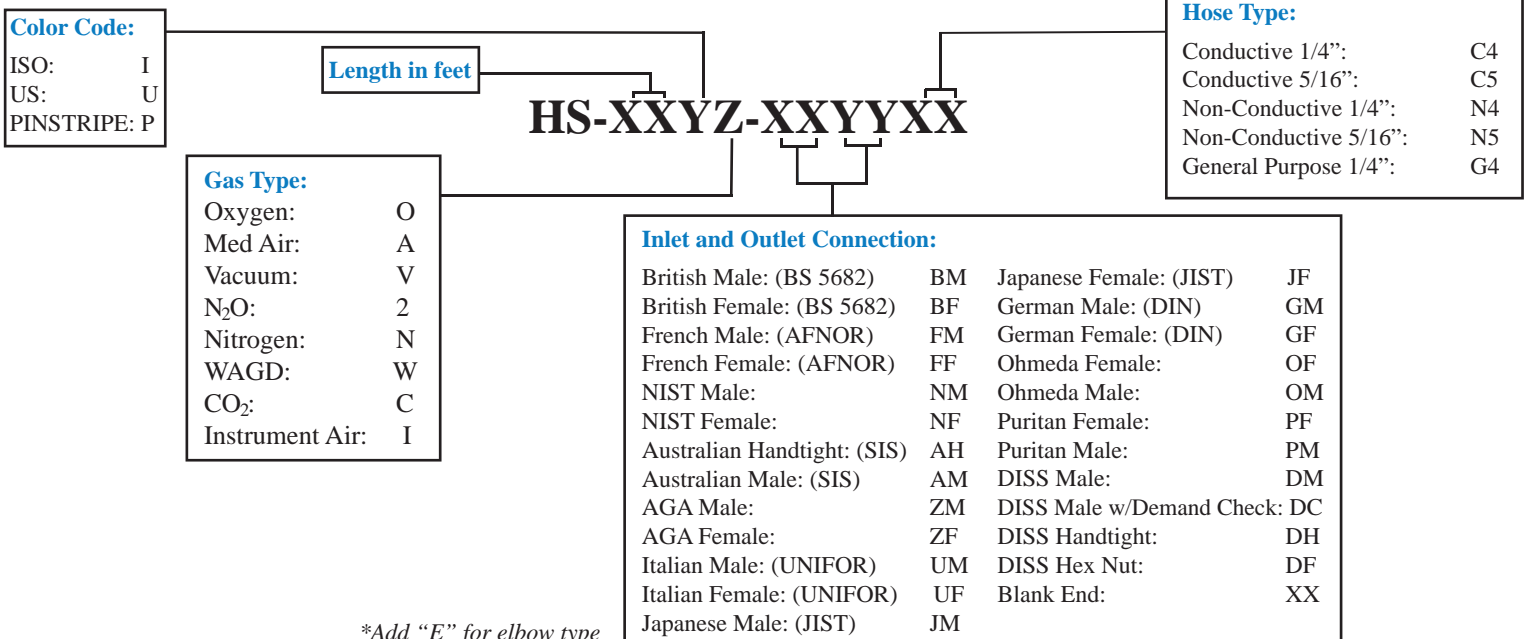 Color Code:
ISO: I
US: U
PINSTRIPE: P
Length in feet
HS-XXYZ-XXYYXX
Hose Type:
Conductive 1/4”: C4
Conductive 5/16”: C5
Non-Conductive 1/4”: N4
Non-Conductive 5/16”: N5
General Purpose 1/4”: G4
Gas Type:
Oxygen: O
Med Air: A
Vacuum: V
N₂O: 2
Nitrogen: N
WAGD: W
CO₂: C
Instrument Air: I
Inlet and Outlet Connection:
British Male: (BS 5682) BM
British Female: (BS 5682) BF
French Male: (AFNOR) FM
French Female: (AFNOR) FF
NIST Male: NM
NIST Female: NF
Australian Handtight: (SIS) AH
Australian Male: (SIS) AM
AGA Male: ZM
AGA Female: ZF
Italian Male: (UNIFOR) UM
Italian Female: (UNIFOR) UF
Japanese Male: (JIST) JM
Japanese Female: (JIST) JF
German Male: (DIN) GM
German Female: (DIN) GF
Ohmeda Female: OF
Ohmeda Male: OM
Puritan Female: PF
Puritan Male: PM
DISS Male: DM
DISS Male w/Demand Check: DC
DISS Handtight: DH
DISS Hex Nut: DF
Blank End: XX
*Add “E” for elbow type